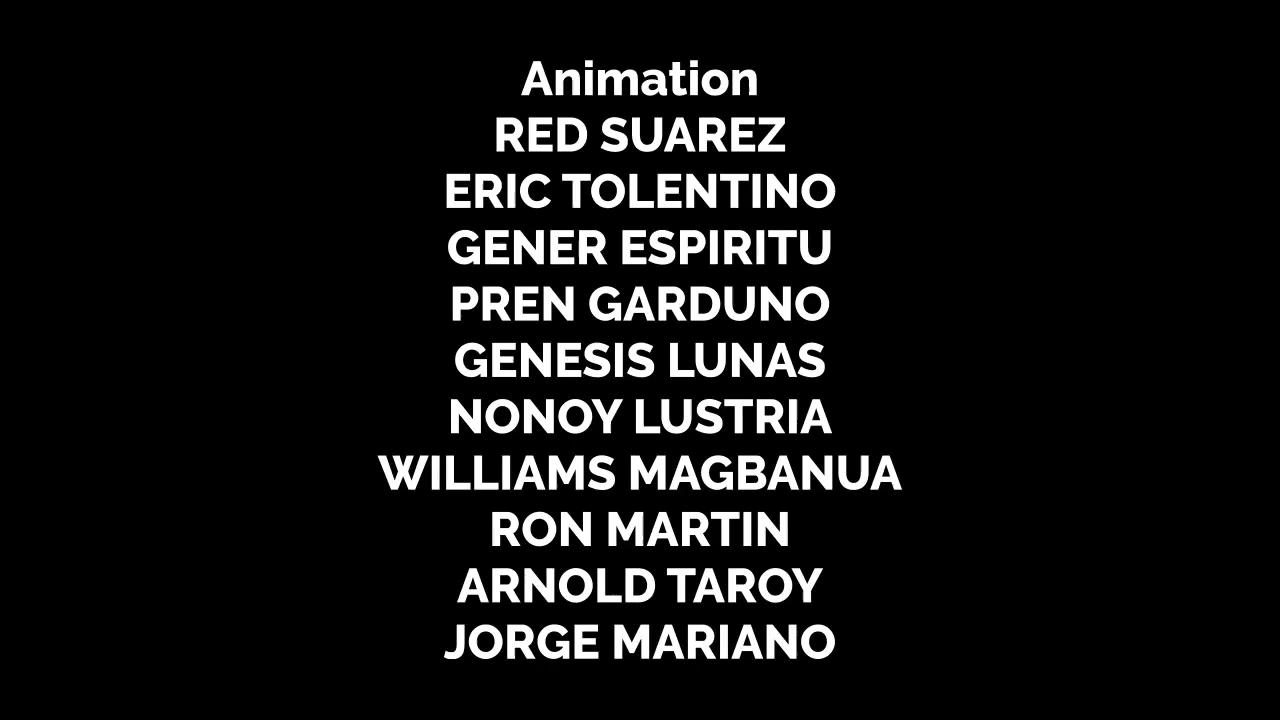 Animation
RED SUAREZ
ERIC TOLENTINO
GENER ESPIRITU
PREN GARDUNO
GENESIS LUNAS
NONOY LUSTRIA
WILLIAMS MAGBANUA
RON MARTIN
ARNOLD TAROY
JORGE MARIANO